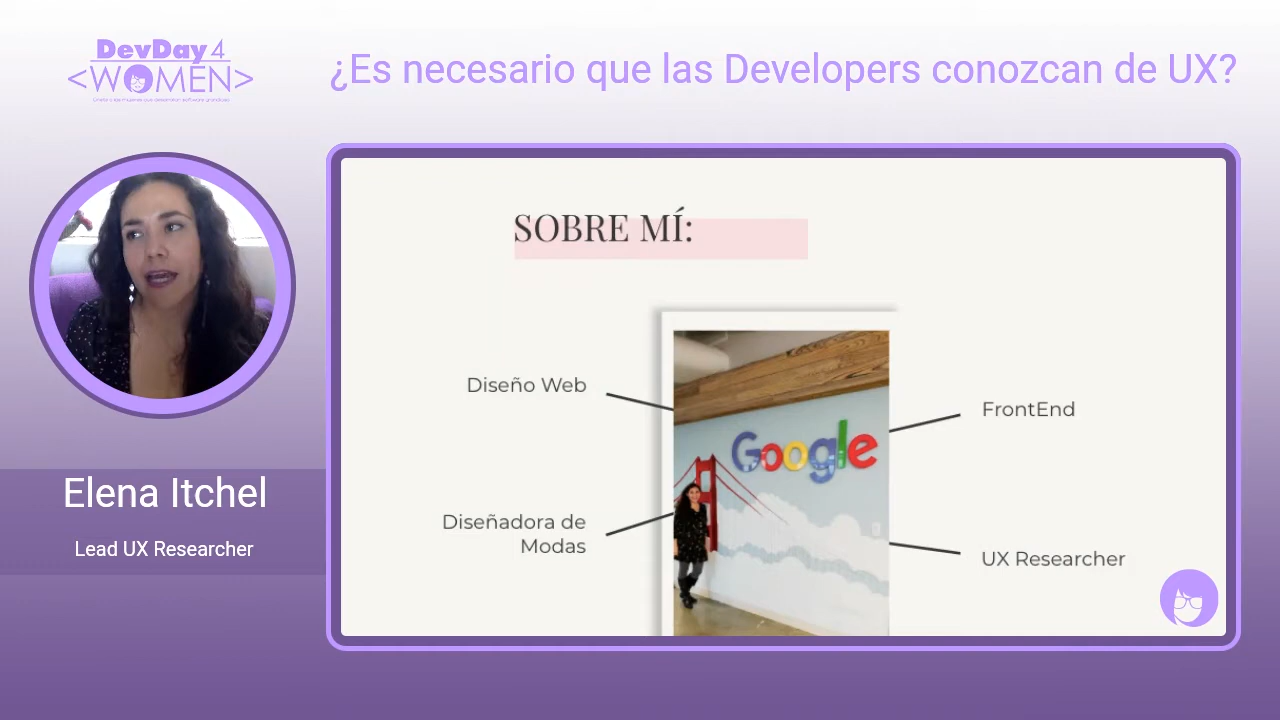 DevDay4
<WOMEN>
¿Es necesario que las Developers conozcan de UX?
SOBRE MÍ:
Diseño Web
FrontEnd
Google
Diseñadora de
Modas
UX Researcher
Elena Itchel
Lead UX Researcher